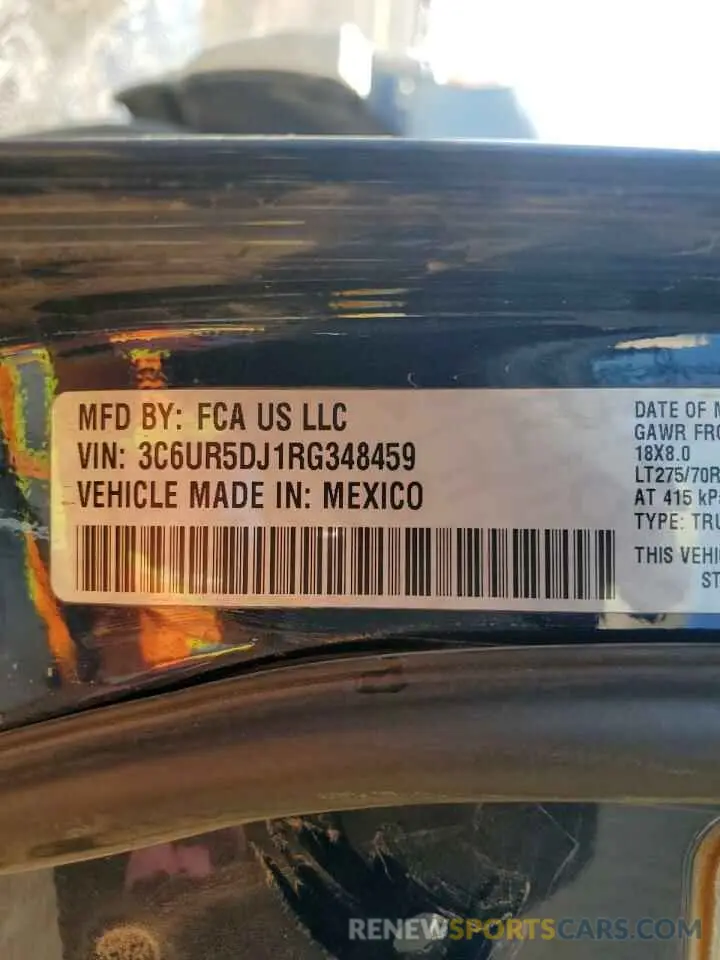 MFD BY: FCA US LLC
VIN: 3C6UR5DJ1RG348459
VEHICLE MADE IN: MEXICO
DATE OF M
GAWR FRO
18X8.0
LT275/70R
AT 415 kPa
TYPE: TRU
THIS VEHI
ST
RENEWSPORTSCARS.COM